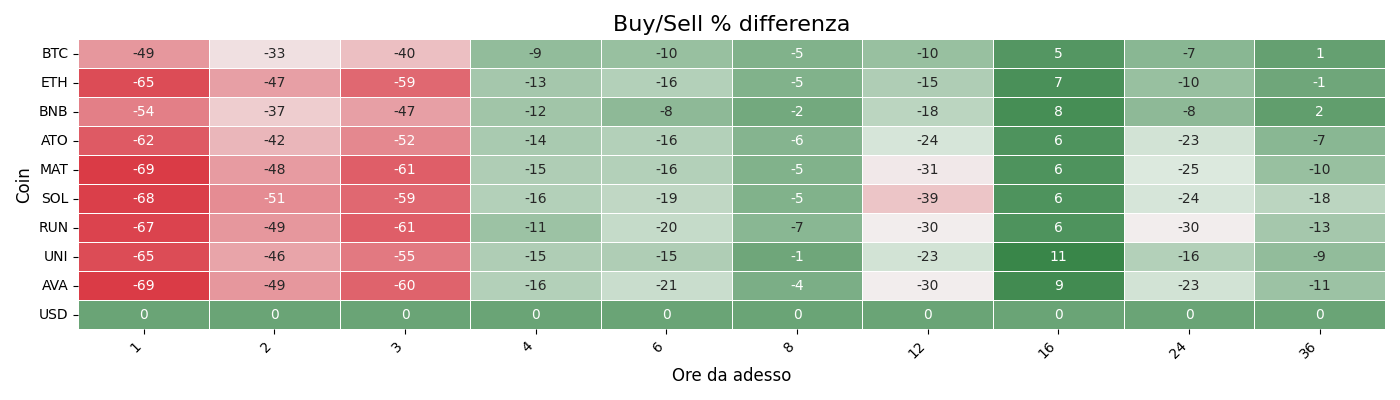 Buy/Sell % differenza
Coin
BTC -49 -33 -40 -9 -10 -5 -10 5 -7 1
ETH -65 -47 -59 -13 -16 -5 -15 7 -10 -1
BNB -54 -37 -47 -12 -8 -2 -18 8 -8 2
ATO -62 -42 -52 -14 -16 -6 -24 6 -23 -7
MAT -69 -48 -61 -15 -16 -5 -31 6 -25 -10
SOL -68 -51 -59 -16 -19 -5 -39 6 -24 -18
RUN -67 -49 -61 -11 -20 -7 -30 6 -30 -13
UNI -65 -46 -55 -15 -15 -1 -23 11 -16 -9
AVA -69 -49 -60 -16 -21 -4 -30 9 -23 -11
USD 0 0 0 0 0 0 0 0 0 0
1 2 3 4 6 8 12 16 24 36
Ore da adesso